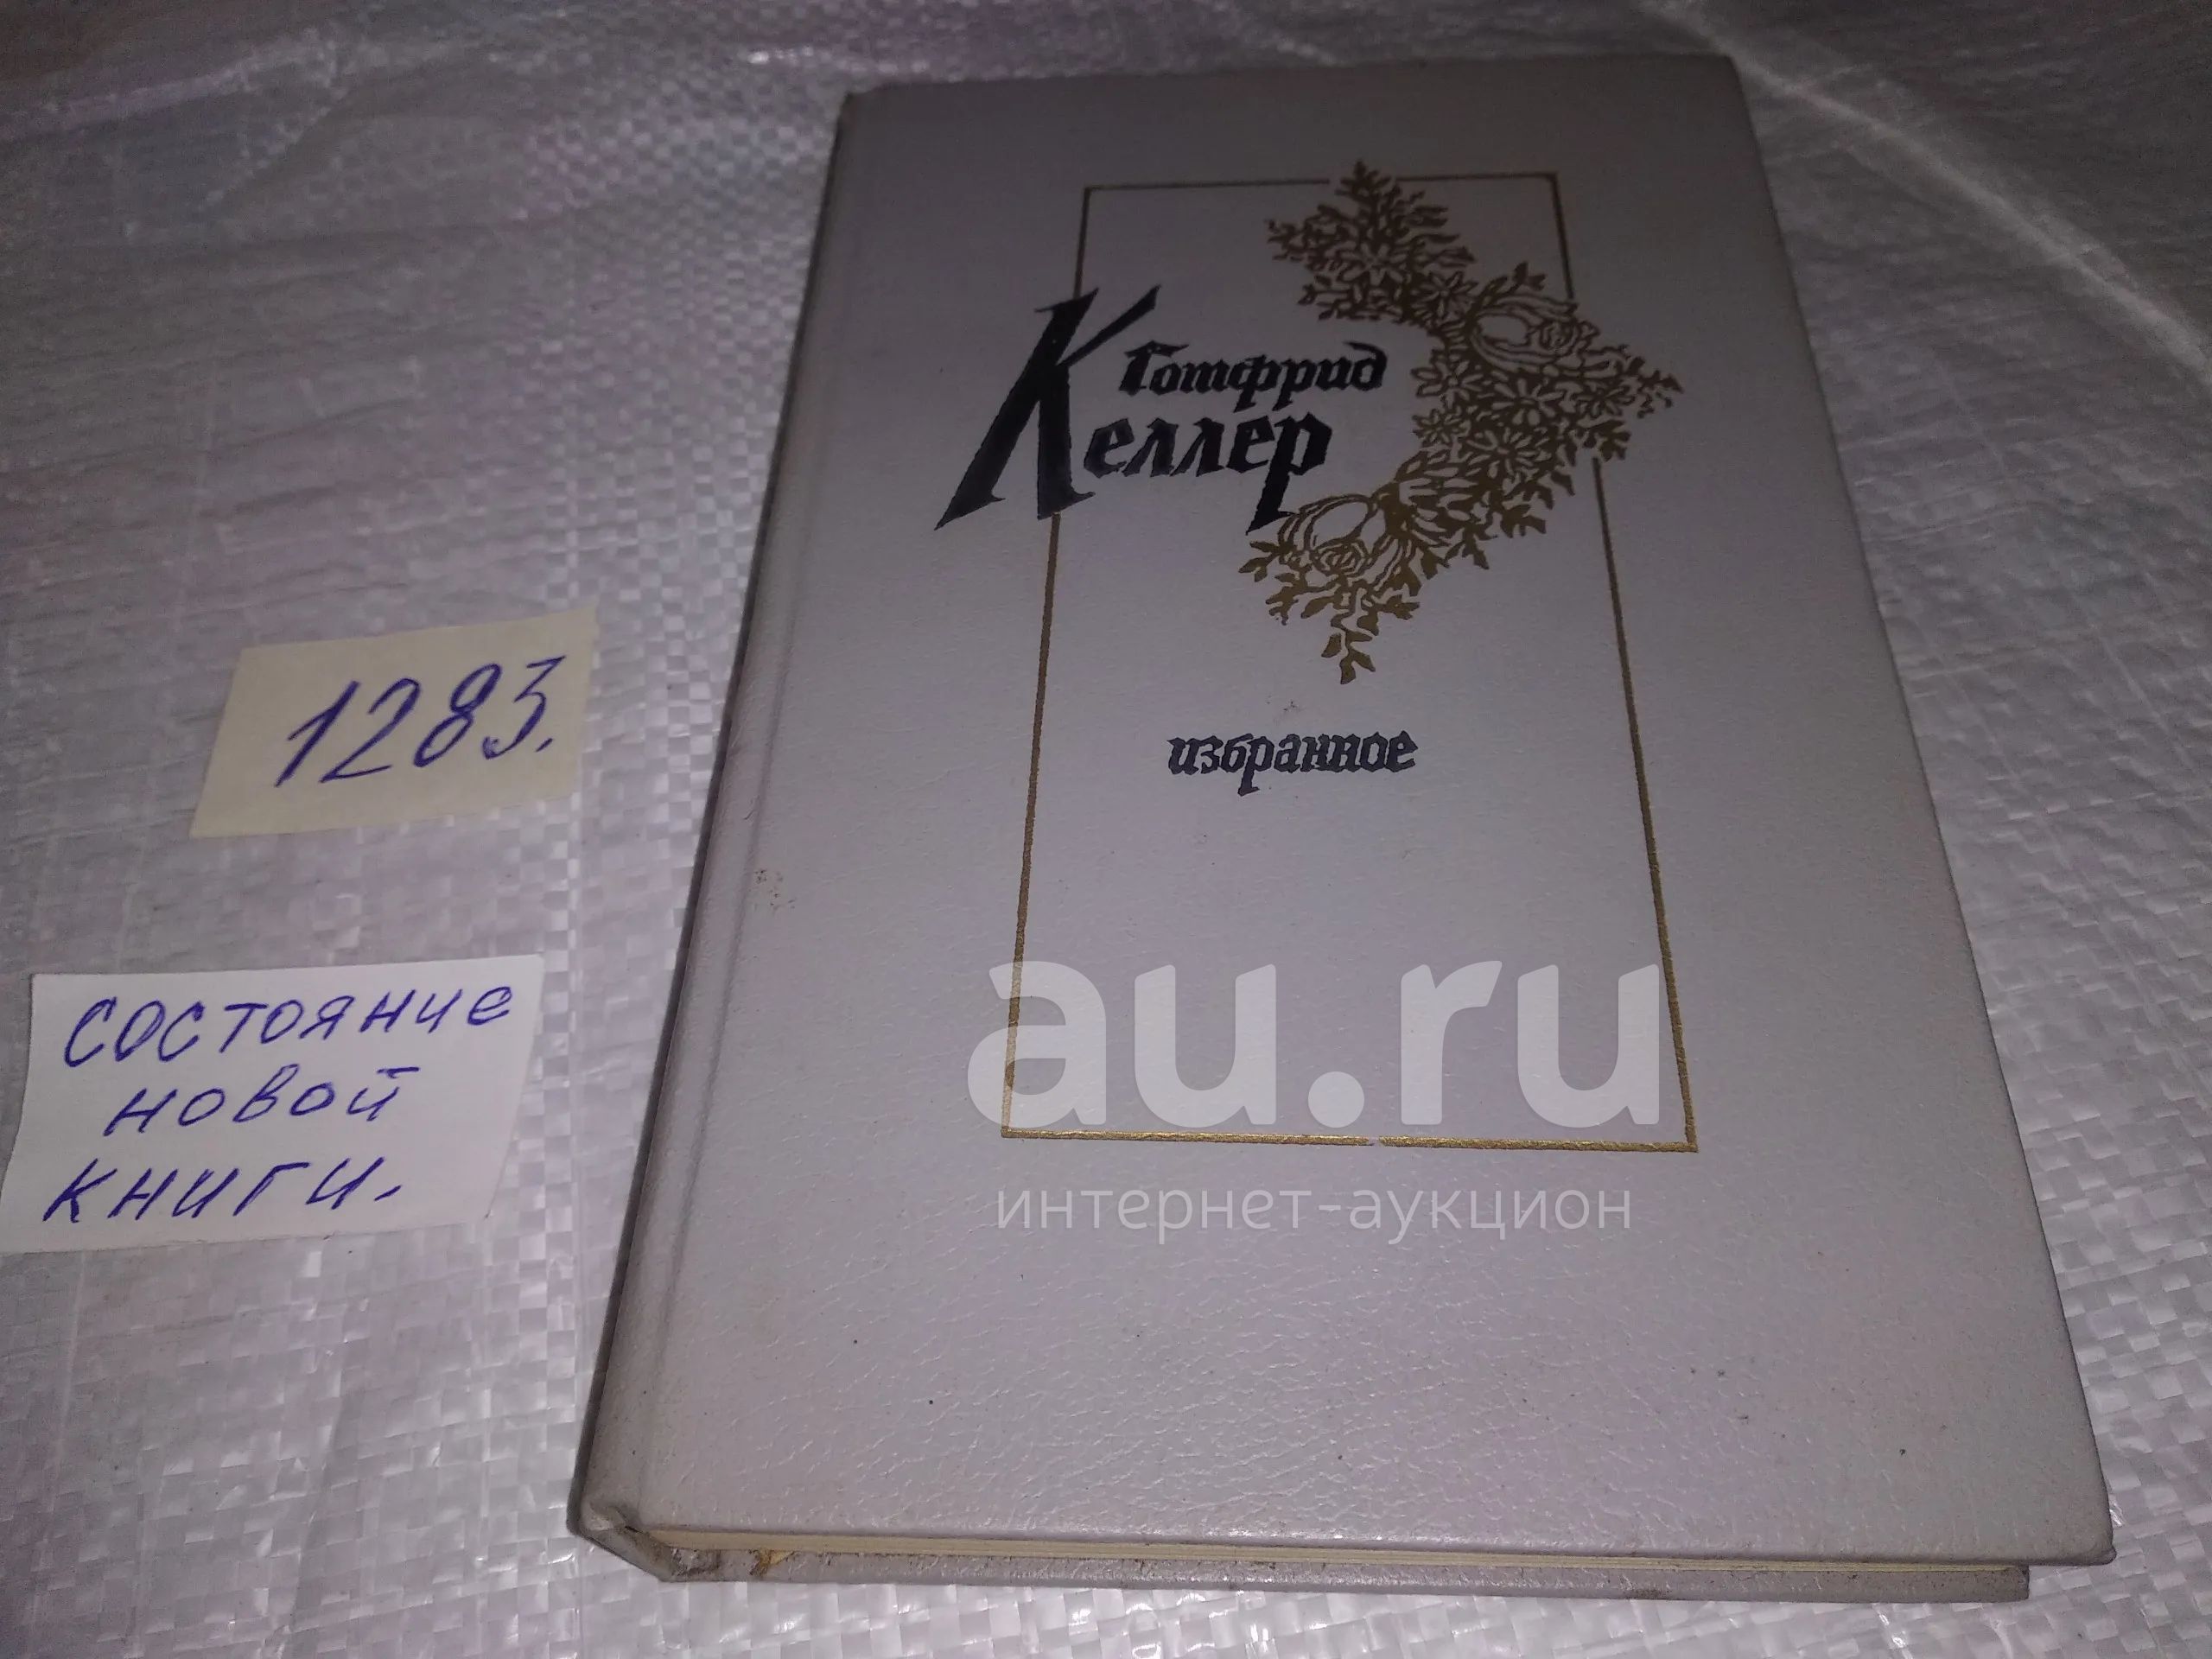 Готфрид
Келлер
избранное
1283.
состояние
новой
книги.
au.ru
интернет-аукцион